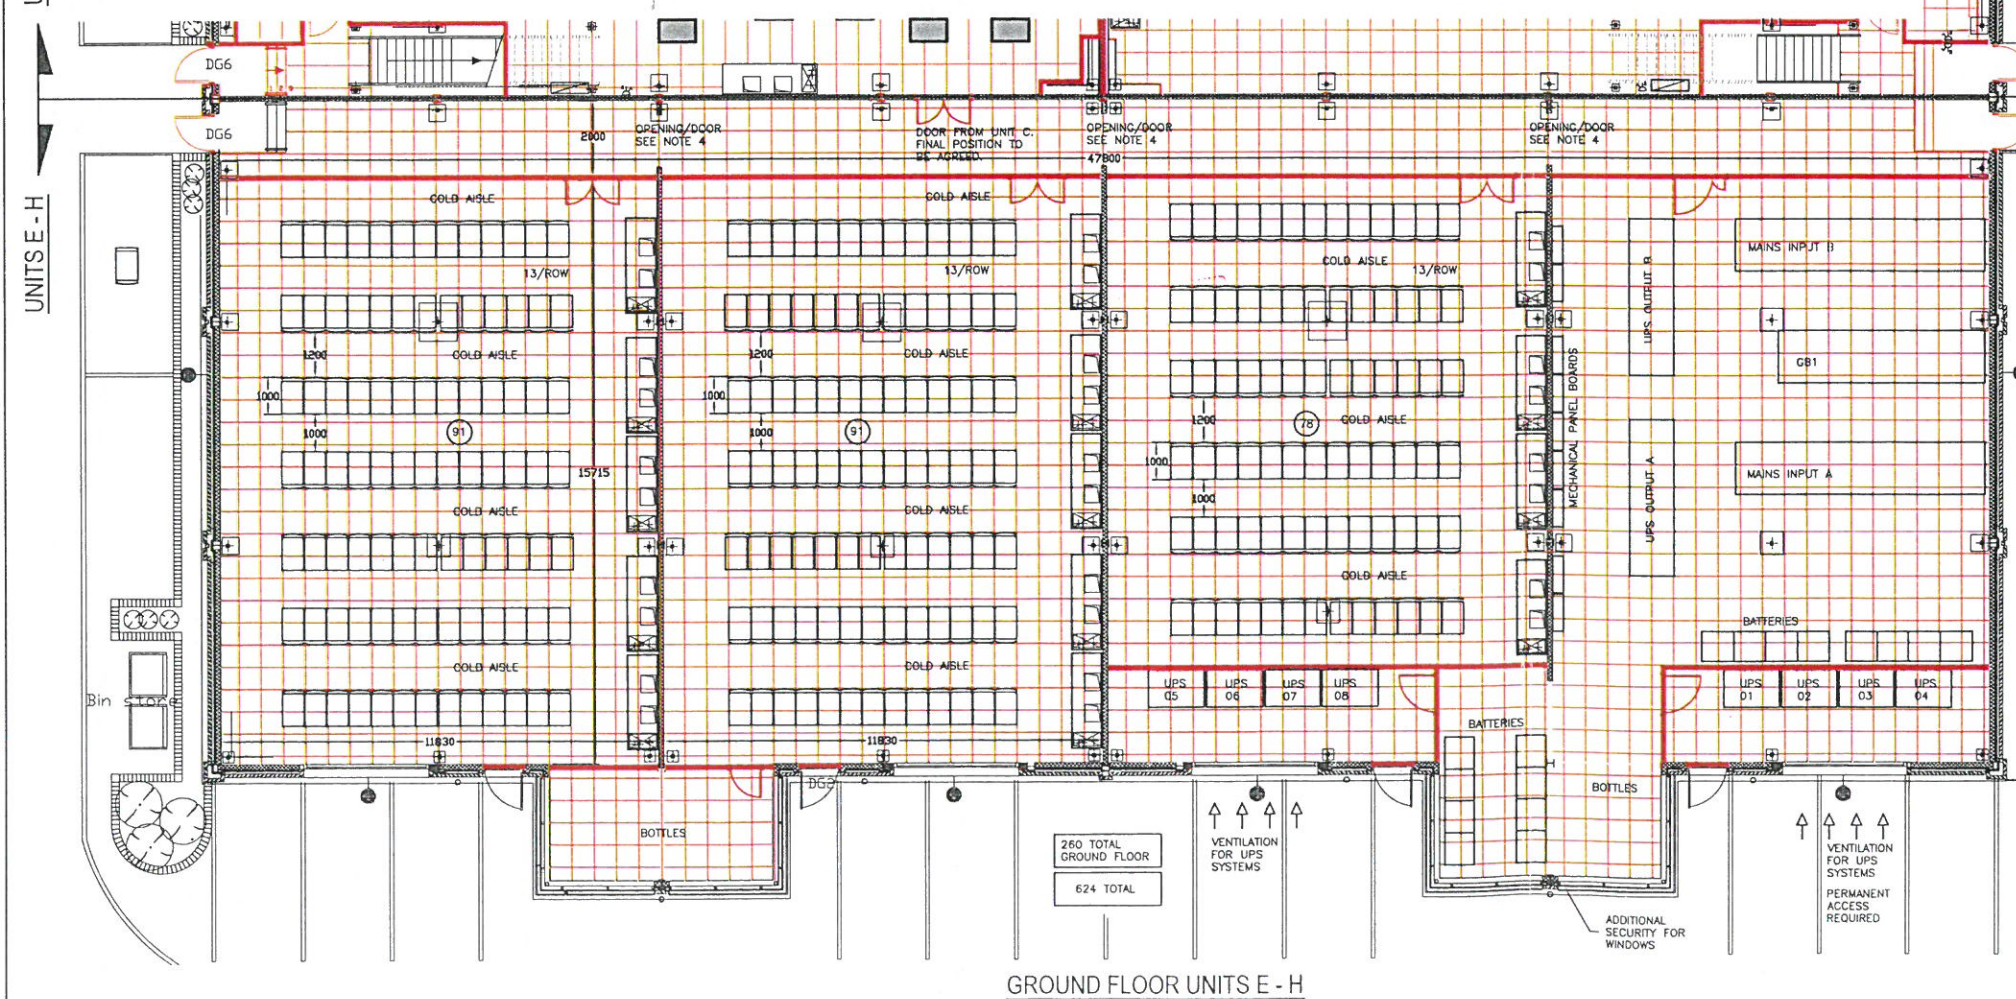 DG6
DG6
UNITS E - H
2000
OPENING/DOOR
SEE NOTE 4
DOOR FROM UNIT C.
FINAL POSITION TO
BE AGREED.
OPENING/DOOR
SEE NOTE 4
47800
OPENING/DOOR
SEE NOTE 4
COLD AISLE
13/ROW
1200
COLD AISLE
1000
1000
91
15715
COLD AISLE
COLD AISLE
11830
COLD AISLE
13/ROW
1200
COLD AISLE
1000
1000
91
COLD AISLE
COLD AISLE
11830
COLD AISLE
13/ROW
1200
78
COLD AISLE
1000
1000
COLD AISLE
MECHANICAL PANEL BOARDS
UPS OUTPUT B
UPS OUTPUT A
MAINS INPUT B
GB1
MAINS INPUT A
BATTERIES
UPS
05
UPS
06
UPS
07
UPS
08
UPS
01
UPS
02
UPS
03
UPS
04
BATTERIES
BOTTLES
Bin store
DG2
BOTTLES
260 TOTAL
GROUND FLOOR
624 TOTAL
VENTILATION
FOR UPS
SYSTEMS
VENTILATION
FOR UPS
SYSTEMS
PERMANENT
ACCESS
REQUIRED
ADDITIONAL
SECURITY FOR
WINDOWS
GROUND FLOOR UNITS E - H